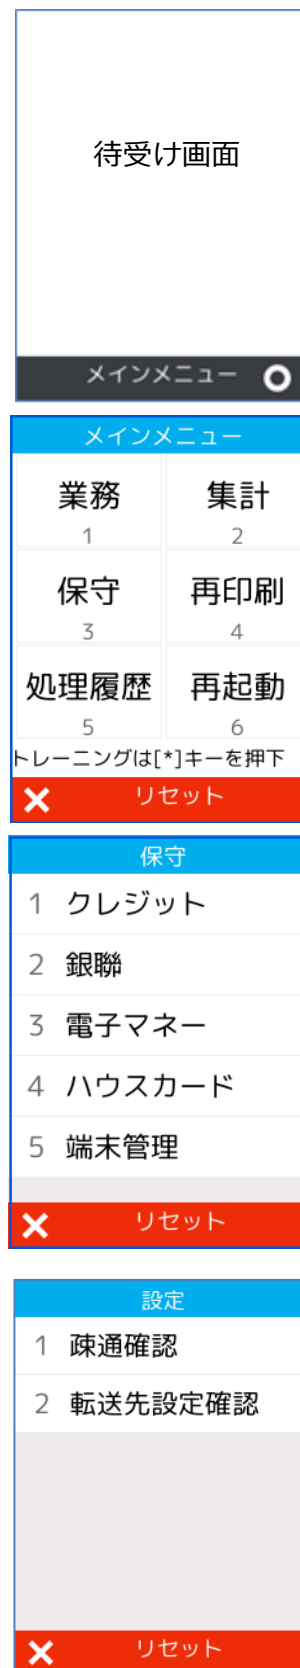 待受け画面
メインメニュー
メインメニュー
業務 集計
1 2
保守 再印刷
3 4
処理履歴 再起動
5 6
トレーニングは[*]キーを押下
リセット
保守
1 クレジット
2 銀聯
3 電子マネー
4 ハウスカード
5 端末管理
リセット
設定
1 疎通確認
2 転送先設定確認
リセット